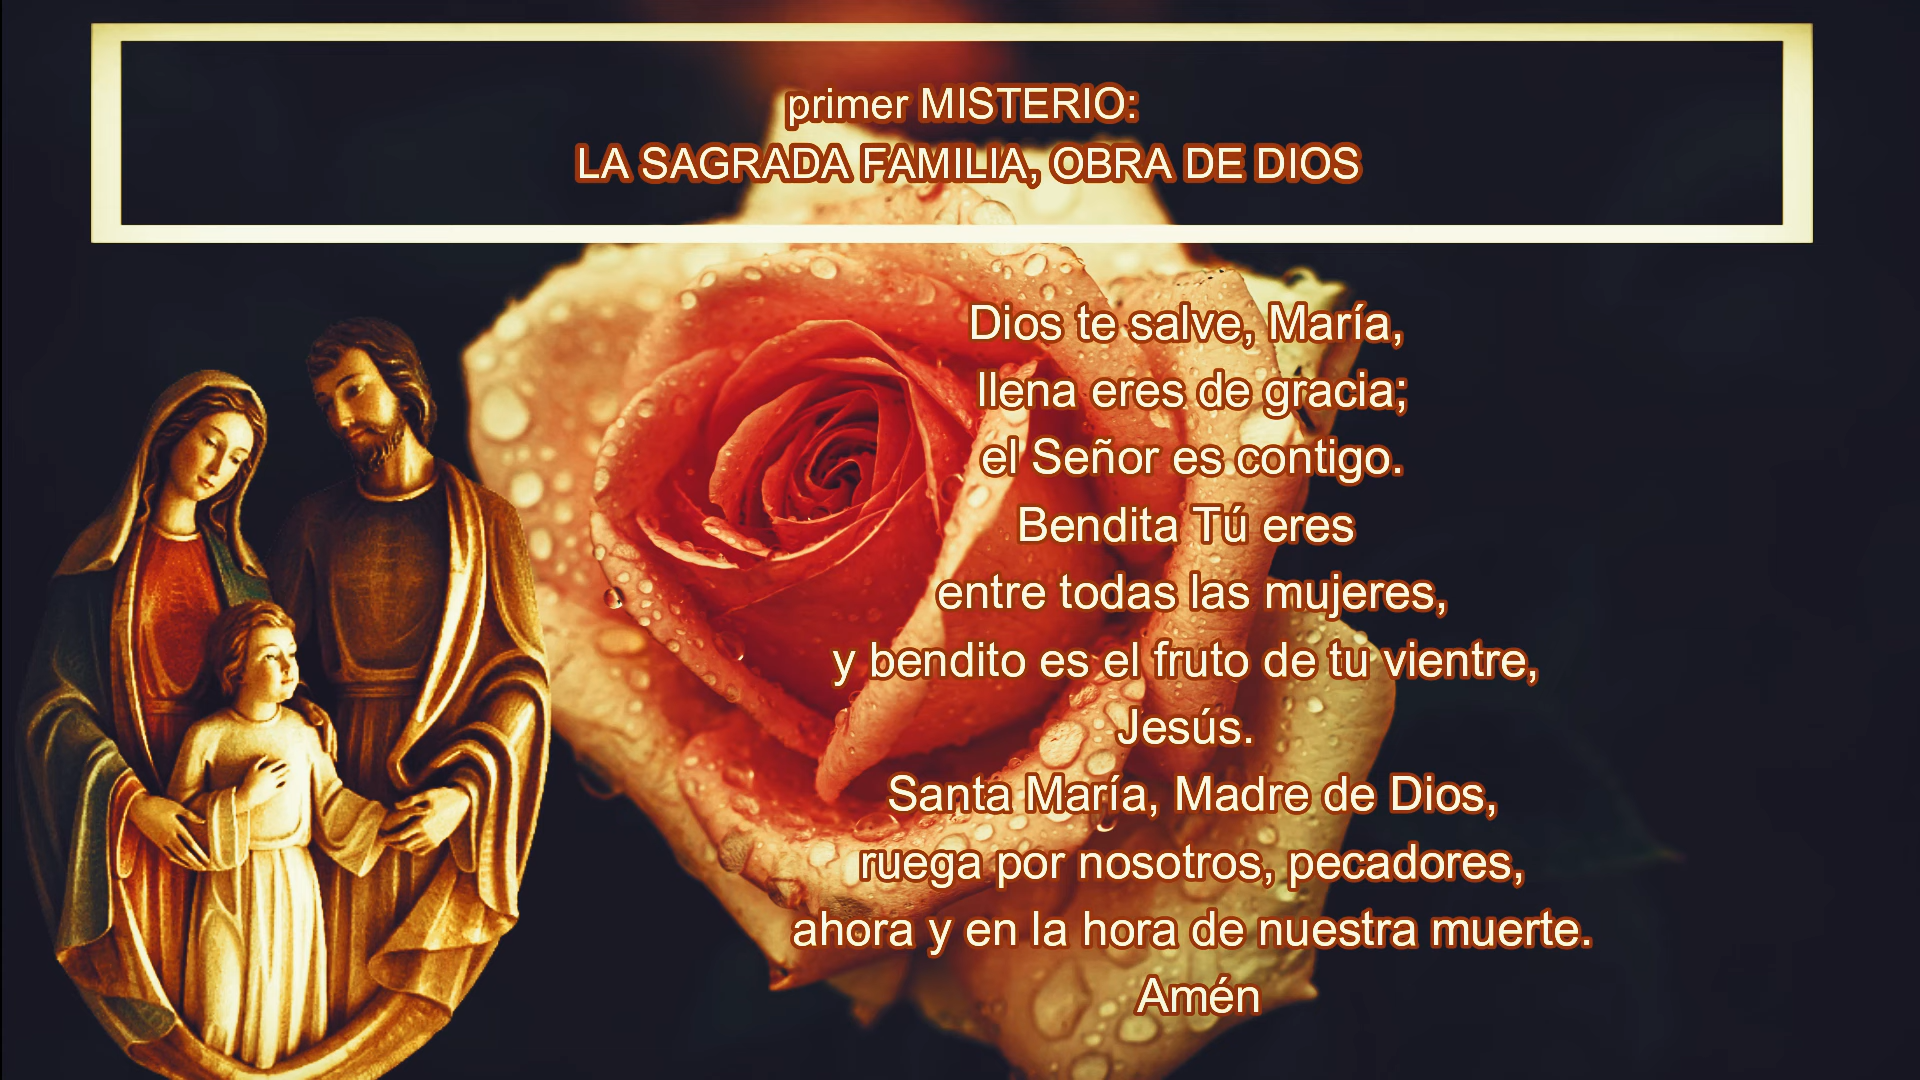 primer MISTERIO:
LA SAGRADA FAMILIA, OBRA DE DIOS
Dios te salve, María,
llena eres de gracia;
el Señor es contigo.
Bendita Tú eres
entre todas las mujeres,
y bendito es el fruto de tu vientre,
Jesús.
Santa María, Madre de Dios,
ruega por nosotros, pecadores,
ahora y en la hora de nuestra muerte.
Amén